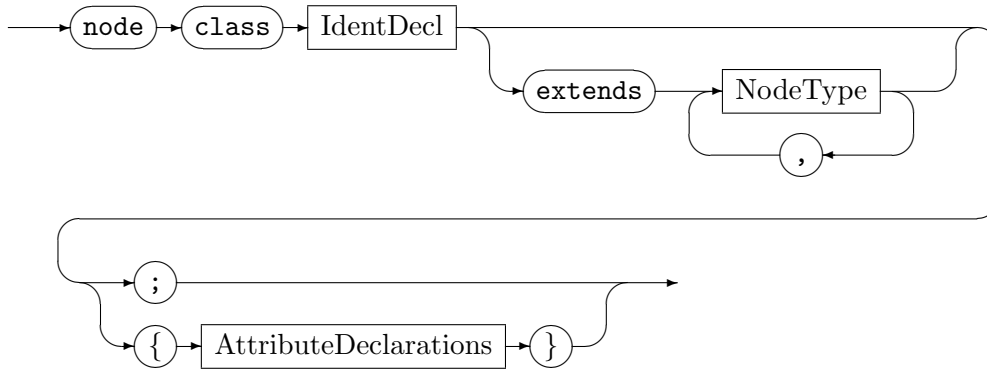 node class IdentDecl
extends NodeType
,
;
{ AttributeDeclarations }